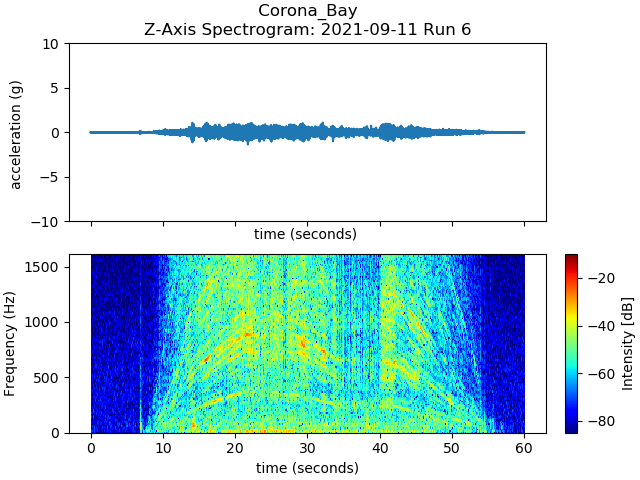 Corona_Bay
Z-Axis Spectrogram: 2021-09-11 Run 6
10
5
0
−5
−10
acceleration (g)
time (seconds)
1500
1000
500
0
Frequency (Hz)
0 10 20 30 40 50 60
time (seconds)
−20
−40
−60
−80
Intensity [dB]